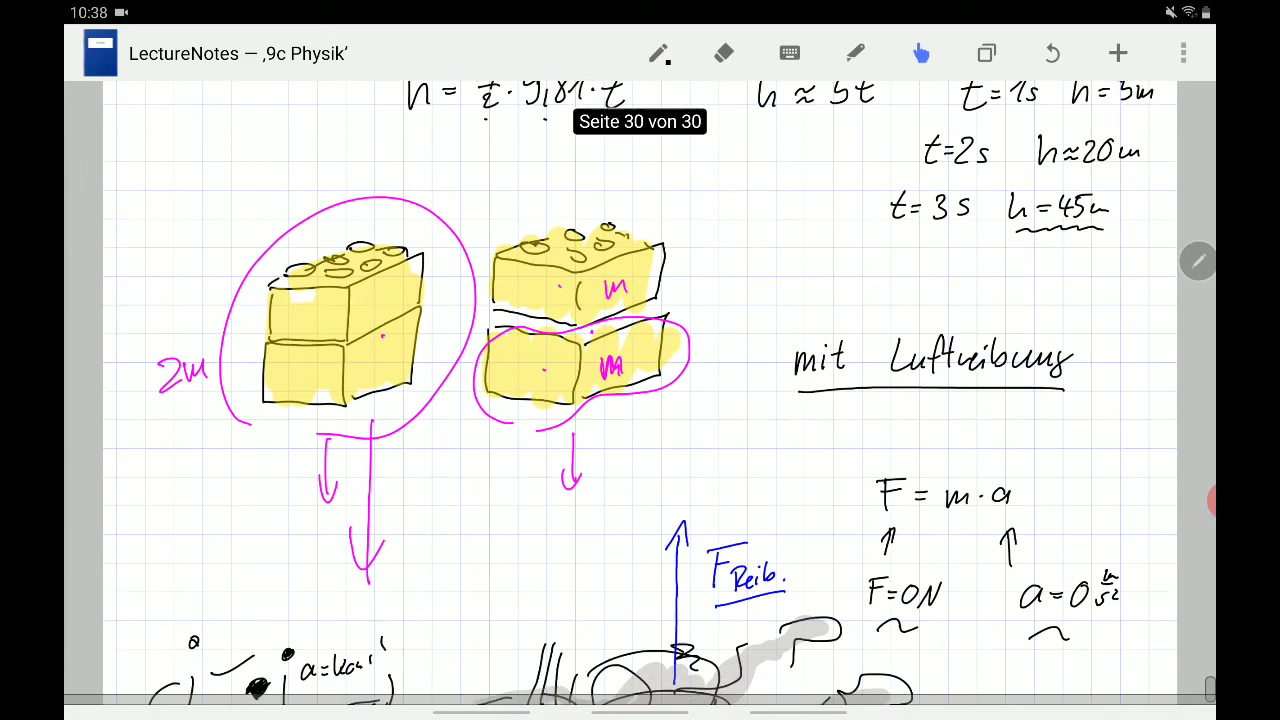 10:38
LectureNotes — ‚9c Physik’
Seite 30 von 30
h ≈ 5t t=1s h=5m
t=2s h≈20m
t=3s h=45m
m
m
2m
mit Luftreibung
F = m·a
F_Reib.
F=0N a=0 m/s²